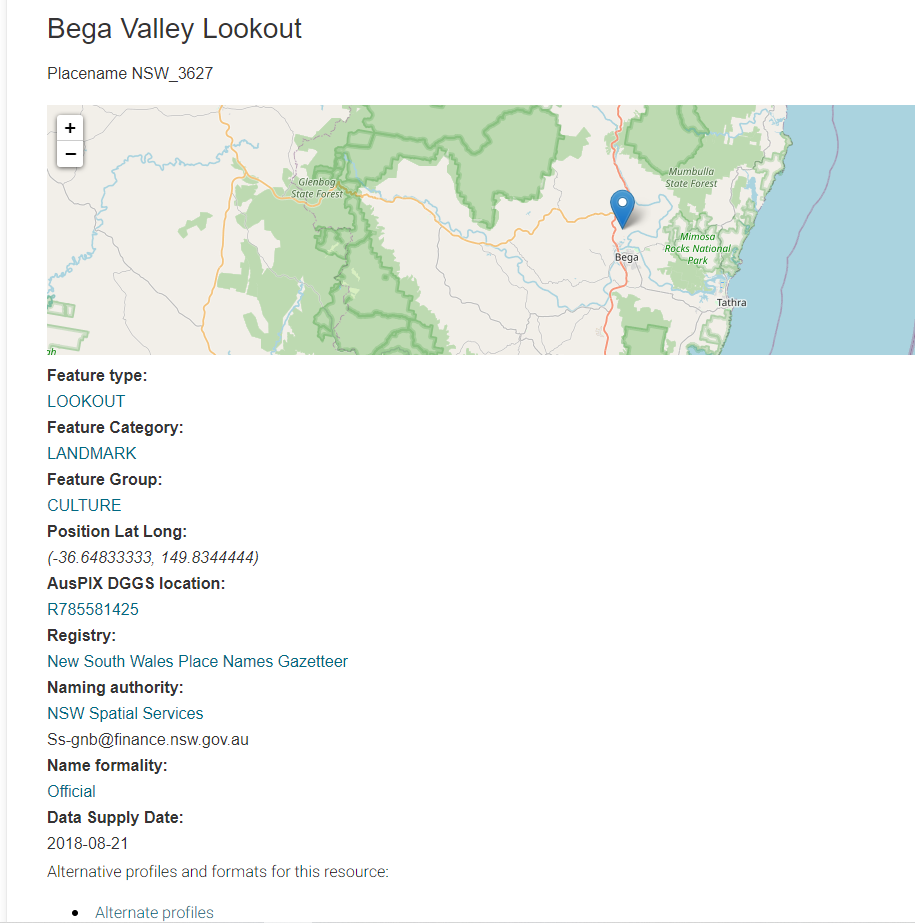 Bega Valley Lookout
Placename NSW_3627
+
−
Glenbog
State Forest
Mumbulla
State Forest
Mimosa
Rocks National
Park
Bega
Tathra
Feature type:
LOOKOUT
Feature Category:
LANDMARK
Feature Group:
CULTURE
Position Lat Long:
(-36.64833333, 149.8344444)
AusPIX DGGS location:
R785581425
Registry:
New South Wales Place Names Gazetteer
Naming authority:
NSW Spatial Services
Ss-gnb@finance.nsw.gov.au
Name formality:
Official
Data Supply Date:
2018-08-21
Alternative profiles and formats for this resource:
• Alternate profiles